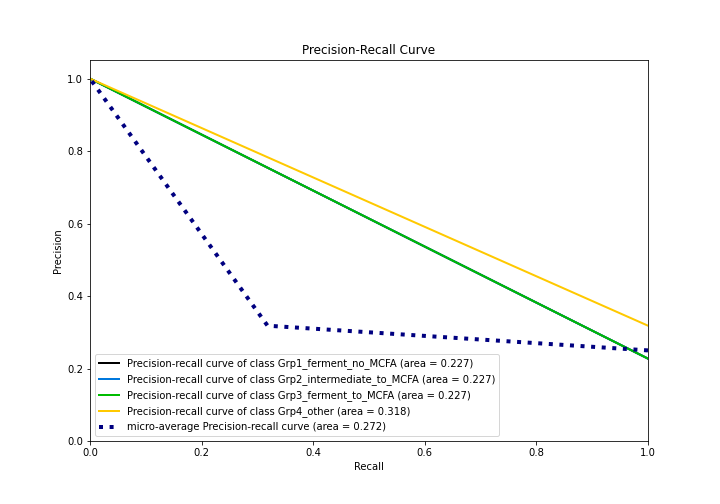 Precision-Recall Curve
1.0
0.8
0.6
0.4
0.2
0.0
Precision
Precision-recall curve of class Grp1_ferment_no_MCFA (area = 0.227)
Precision-recall curve of class Grp2_intermediate_to_MCFA (area = 0.227)
Precision-recall curve of class Grp3_ferment_to_MCFA (area = 0.227)
Precision-recall curve of class Grp4_other (area = 0.318)
micro-average Precision-recall curve (area = 0.272)
0.0 0.2 0.4 0.6 0.8 1.0
Recall